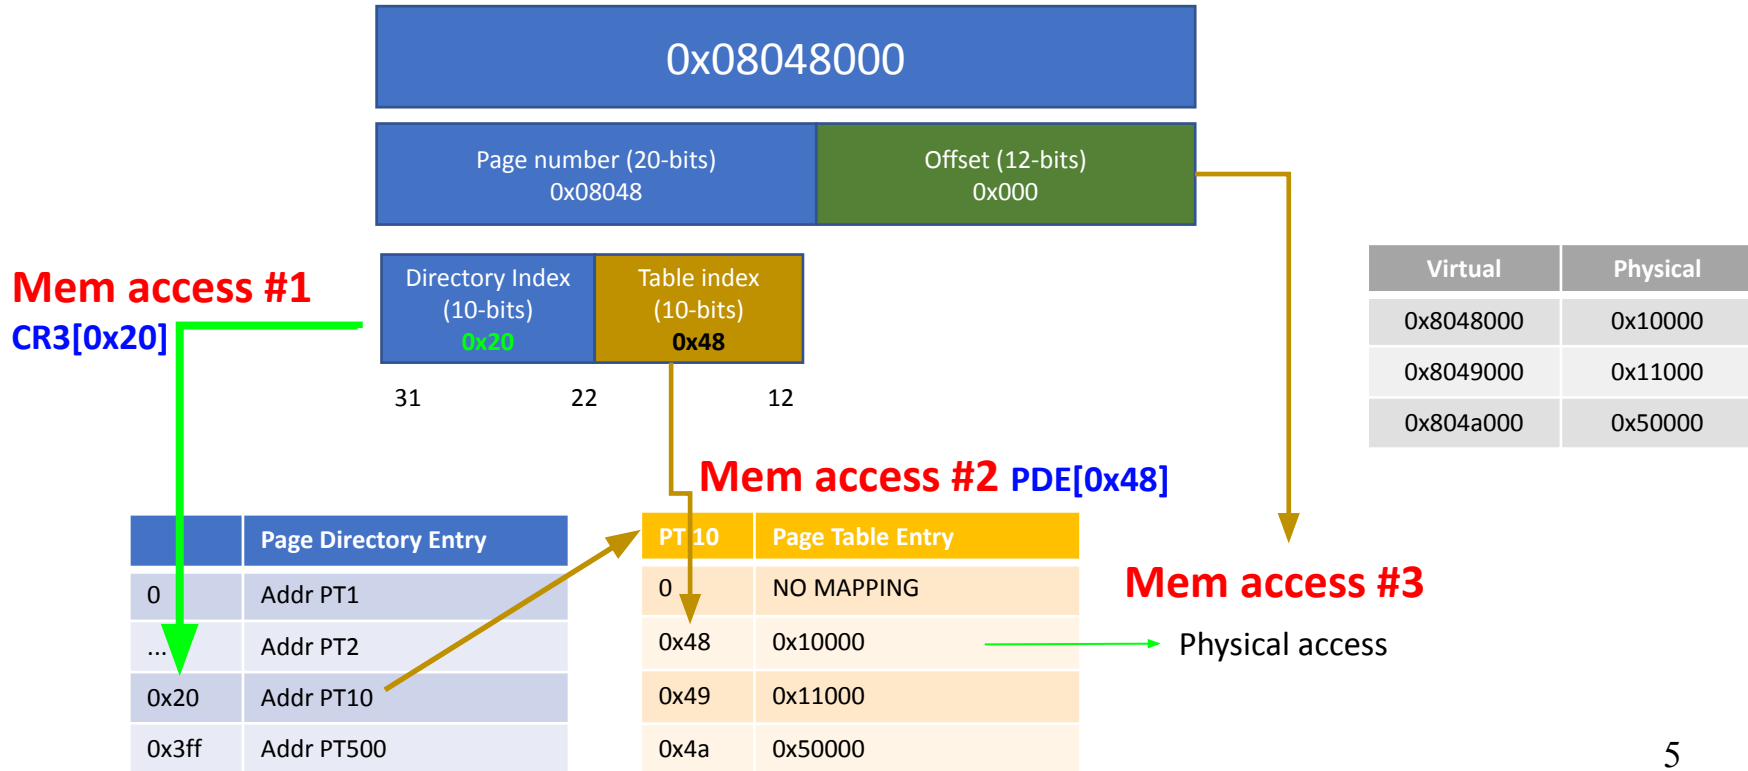 0x08048000
Page number (20-bits)
0x08048
Offset (12-bits)
0x000
Mem access #1
CR3[0x20]
Directory Index
(10-bits)
0x20
Table index
(10-bits)
0x48
31 22 12
Virtual Physical
0x8048000 0x10000
0x8049000 0x11000
0x804a000 0x50000
Mem access #2 PDE[0x48]
Page Directory Entry
0 Addr PT1
... Addr PT2
0x20 Addr PT10
0x3ff Addr PT500
PT 10 Page Table Entry
0 NO MAPPING
0x48 0x10000
0x49 0x11000
0x4a 0x50000
Mem access #3
Physical access
5